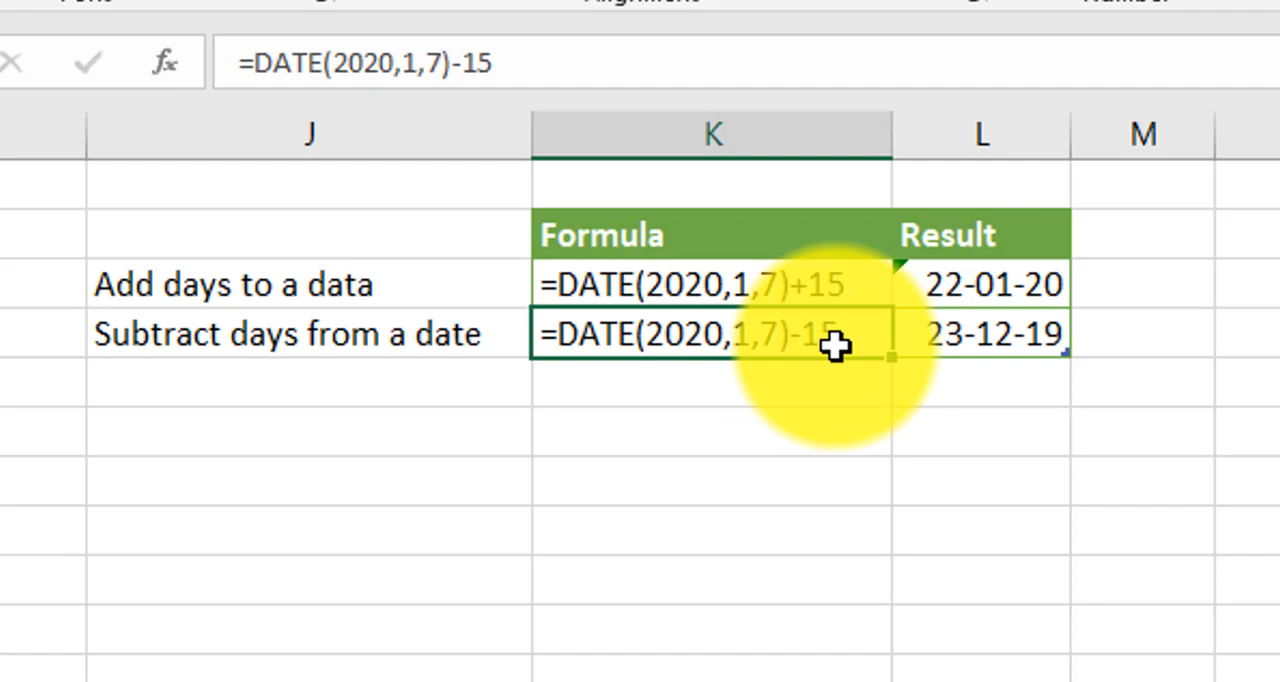 =DATE(2020,1,7)-15
J K L M
Formula Result
Add days to a data =DATE(2020,1,7)+15 22-01-20
Subtract days from a date =DATE(2020,1,7)-15 23-12-19